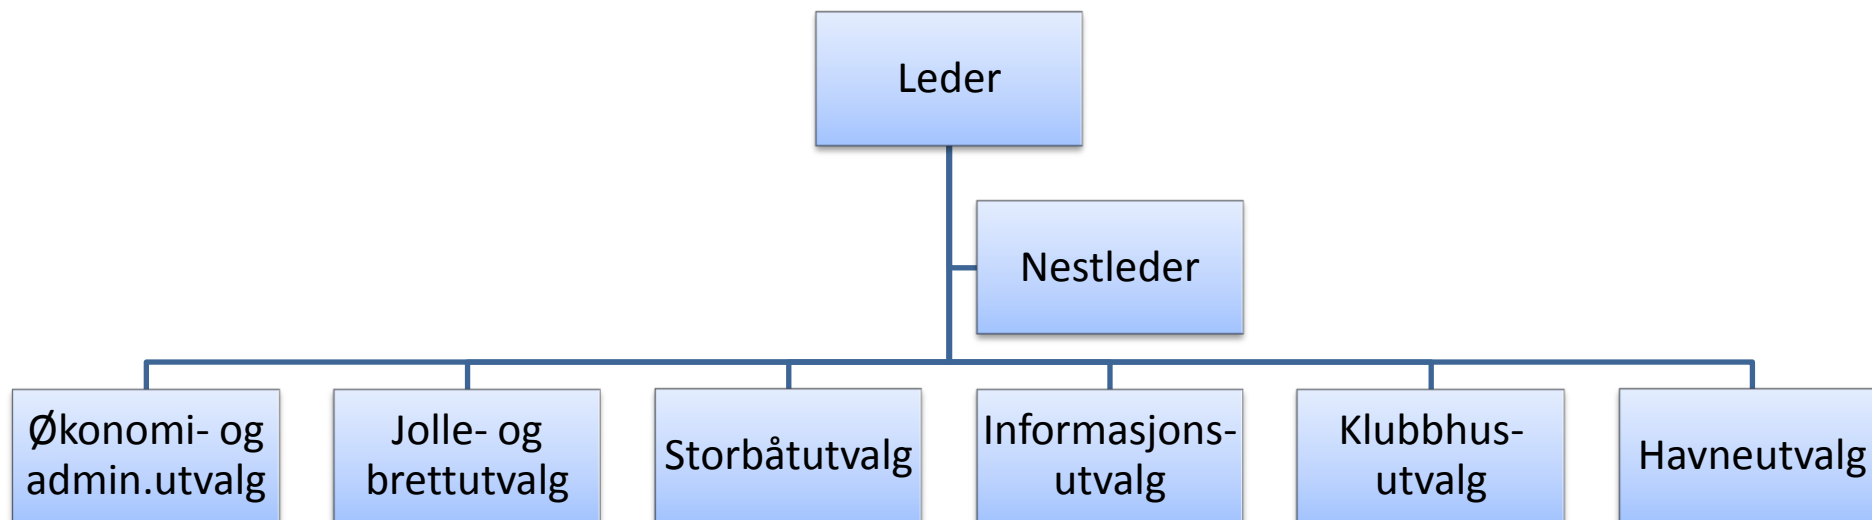 Leder
Nestleder
Økonomi- og
admin.utvalg
Jolle- og
brettutvalg
Storbåtutvalg
Informasjons-
utvalg
Klubbhus-
utvalg
Havneutvalg